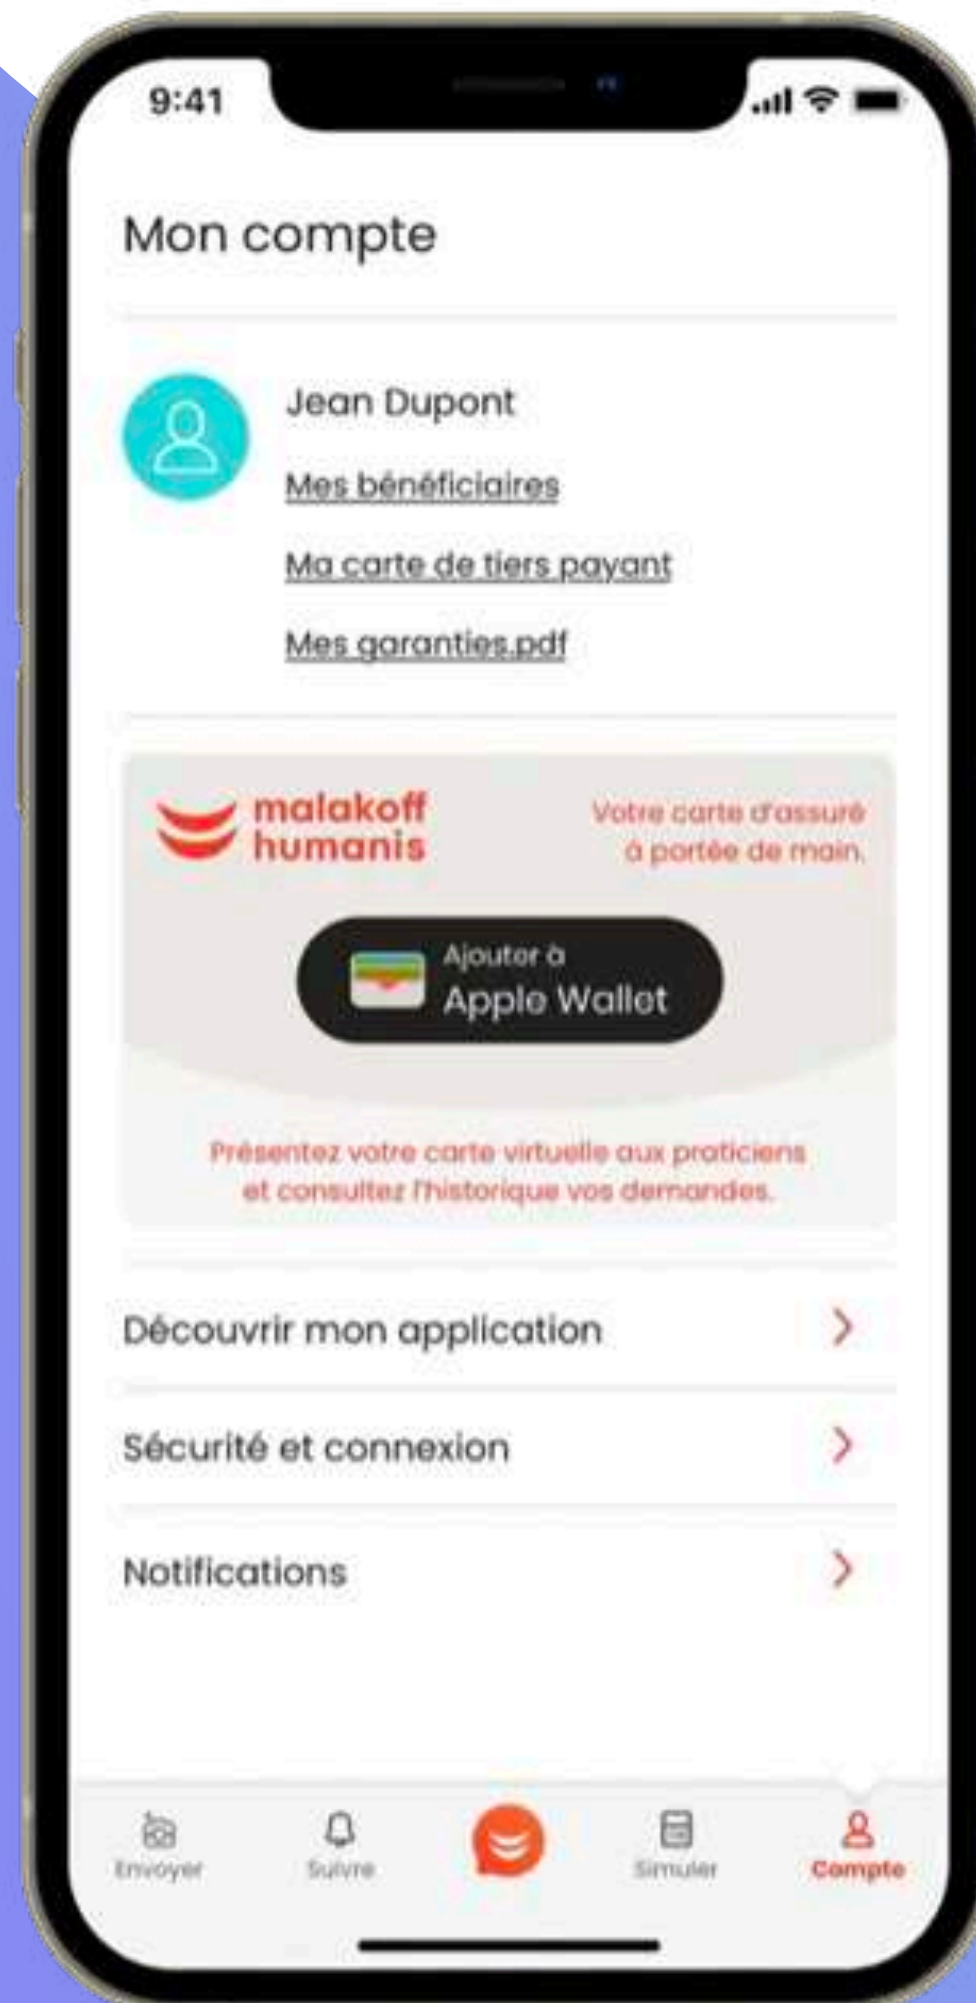 9:41
Mon compte
Jean Dupont
Mes bénéficiaires
Ma carte de tiers payant
Mes garanties.pdf
malakoff
humanis
Votre carte d'assuré
à portée de main.
Ajouter à
Apple Wallet
Présentez votre carte virtuelle aux praticiens
et consultez l'historique vos demandes.
Découvrir mon application
Sécurité et connexion
Notifications
Envoyer
Suivre
Simuler
Compte